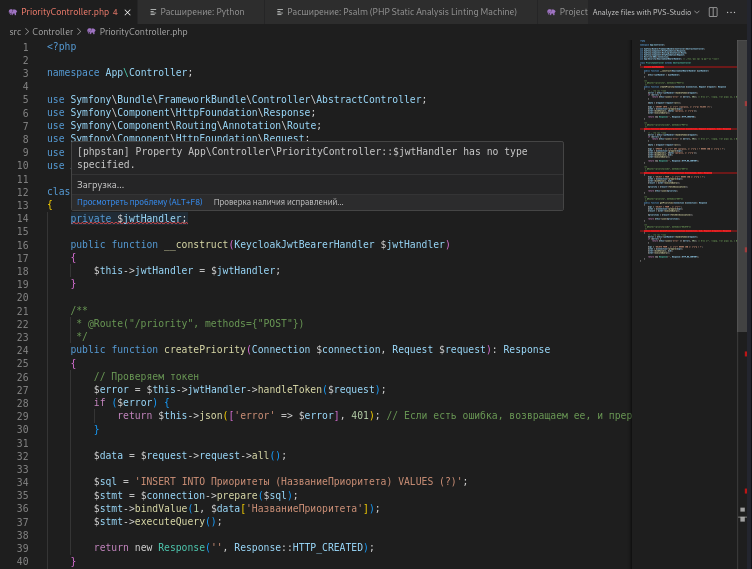 PriorityController.php 4 × Расширение: Python Расширение: Psalm (PHP Static Analysis Linting Machine) Project Analyze files with PVS-Studio
src > Controller > PriorityController.php
1 <?php
2
3 namespace App\Controller;
4
5 use Symfony\Bundle\FrameworkBundle\Controller\AbstractController;
6 use Symfony\Component\HttpFoundation\Response;
7 use Symfony\Component\Routing\Annotation\Route;
8 use Symfony\Component\HttpFoundation\Request;
9 use
10 use
[phpstan] Property App\Controller\PriorityController::$jwtHandler has no type
specified.
Загрузка...
Просмотреть проблему (ALT+F8) Проверка наличия исправлений...
11
12 clas
13 {
14 private $jwtHandler;
15
16 public function __construct(KeycloakJwtBearerHandler $jwtHandler)
17 {
18 $this->jwtHandler = $jwtHandler;
19 }
20
21 /**
22 * @Route("/priority", methods={"POST"})
23 */
24 public function createPriority(Connection $connection, Request $request): Response
25 {
26 // Проверяем токен
27 $error = $this->jwtHandler->handleToken($request);
28 if ($error) {
29 return $this->json(['error' => $error], 401); // Если есть ошибка, возвращаем ее, и прер
30 }
31
32 $data = $request->request->all();
33
34 $sql = 'INSERT INTO Приоритеты (НазваниеПриоритета) VALUES (?)';
35 $stmt = $connection->prepare($sql);
36 $stmt->bindValue(1, $data['НазваниеПриоритета']);
37 $stmt->executeQuery();
38
39 return new Response('', Response::HTTP_CREATED);
40 }